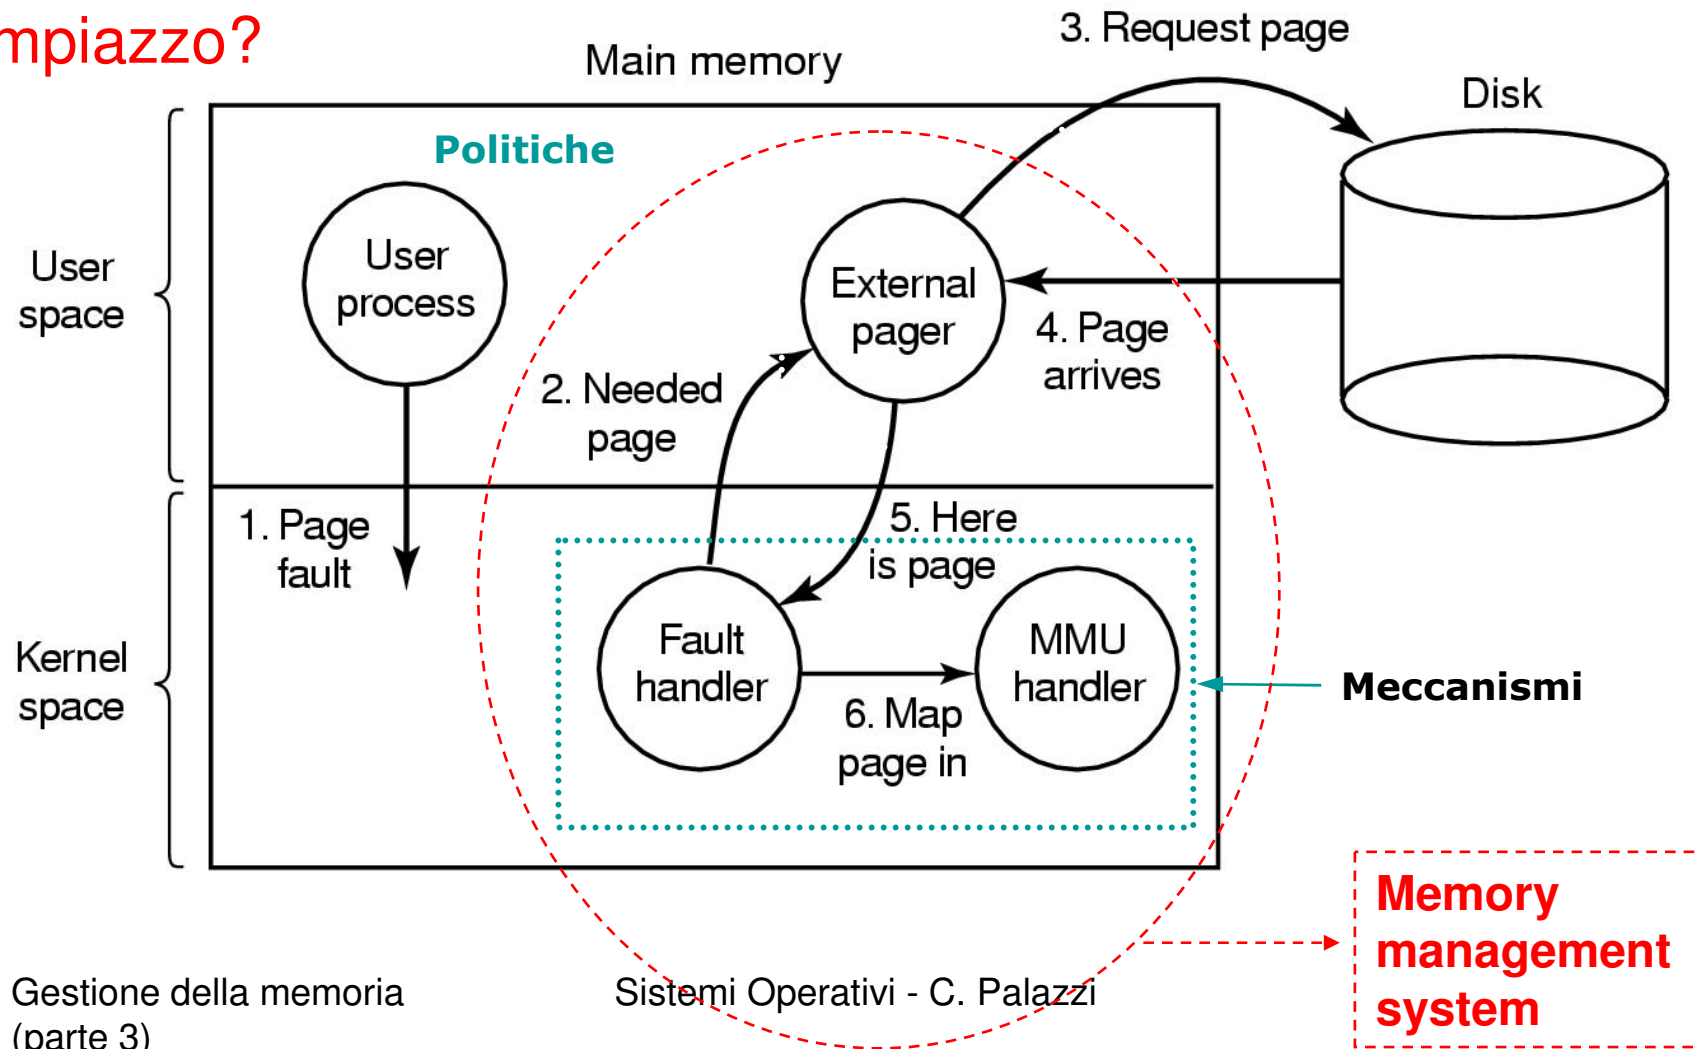 mpiazzo?
Main memory
3. Request page
Disk
Politiche
User
space
User
process
External
pager
4. Page
arrives
2. Needed
page
1. Page
fault
5. Here
is page
Kernel
space
Fault
handler
MMU
handler
6. Map
page in
Meccanismi
Memory
management
system
Gestione della memoria
(parte 3)
Sistemi Operativi - C. Palazzi